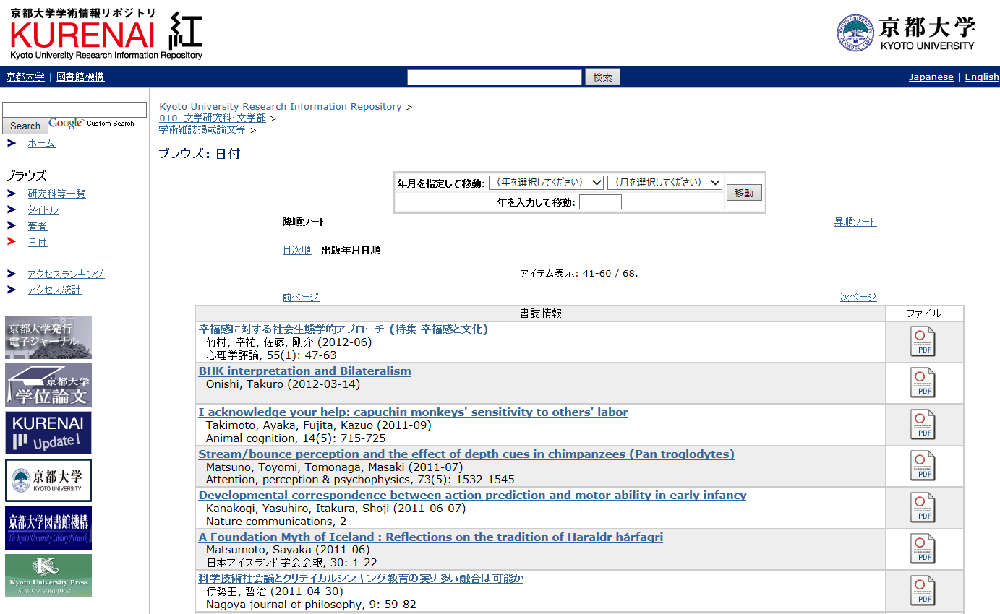 京都大学学術情報リポジトリ
KURENAI 紅
Kyoto University Research Information Repository
京都大学
KYOTO UNIVERSITY
京都大学 | 図書館機構
検索
Japanese | English
Search
Google™ Custom Search
ホーム
ブラウズ
研究科等一覧
タイトル
著者
日付
アクセスランキング
アクセス統計
京都大学発行
電子ジャーナル
京都大学
学位論文
KURENAI
Update!
京都大学
KYOTO UNIVERSITY
京都大学図書館機構
The Kyoto University Library Network
Kyoto University Press
京都大学学術出版会
Kyoto University Research Information Repository >
010 文学研究科・文学部 >
学術雑誌掲載論文等 >
ブラウズ: 日付
年月を指定して移動: (年を選択してください) (月を選択してください)
年を入力して移動:
移動
降順ソート
昇順ソート
目次順 出版年月日順
アイテム表示: 41-60 / 68.
前ページ
次ページ
書誌情報 ファイル
幸福感に対する社会生態学的アプローチ (特集 幸福感と文化)
竹村, 幸祐, 佐藤, 剛介 (2012-06)
心理学評論, 55(1): 47-63
PDF
BHK interpretation and Bilateralism
Onishi, Takuro (2012-03-14)
PDF
I acknowledge your help: capuchin monkeys' sensitivity to others' labor
Takimoto, Ayaka, Fujita, Kazuo (2011-09)
Animal cognition, 14(5): 715-725
PDF
Stream/bounce perception and the effect of depth cues in chimpanzees (Pan troglodytes)
Matsuno, Toyomi, Tomonaga, Masaki (2011-07)
Attention, perception & psychophysics, 73(5): 1532-1545
PDF
Developmental correspondence between action prediction and motor ability in early infancy
Kanakogi, Yasuhiro, Itakura, Shoji (2011-06-07)
Nature communications, 2
PDF
A Foundation Myth of Iceland : Reflections on the tradition of Haraldr hárfagri
Matsumoto, Sayaka (2011-06)
日本アイスランド学会会報, 30: 1-22
PDF
科学技術社会論とクリティカルシンキング教育の実り多い融合は可能か
伊勢田, 哲治 (2011-04-30)
Nagoya journal of philosophy, 9: 59-82
PDF